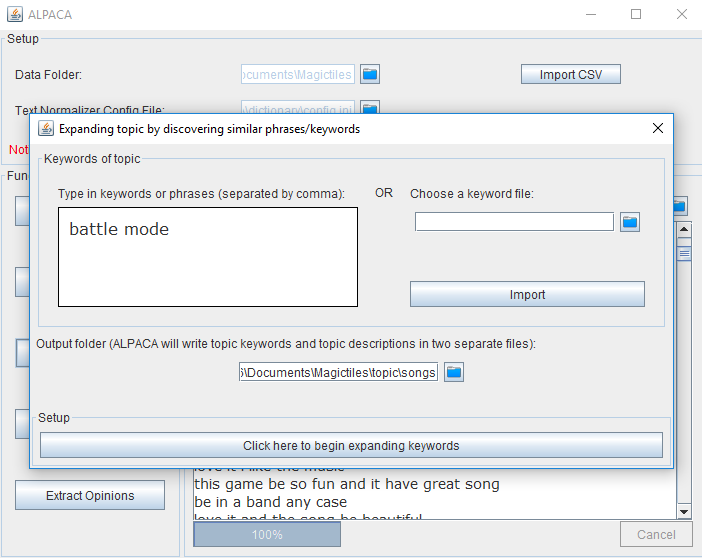 ALPACA
Setup
Data Folder:
ocuments\Magictiles
Import CSV
Text Normalizer Config File:
\dictionary\config.ini
Not
Fun
Expanding topic by discovering similar phrases/keywords
Keywords of topic
Type in keywords or phrases (separated by comma):
OR
Choose a keyword file:
battle mode
Import
Output folder (ALPACA will write topic keywords and topic descriptions in two separate files):
\Documents\Magictiles\topic\songs
Setup
Click here to begin expanding keywords
love it i like the music
this game be so fun and it have great song
be in a band any case
love it and the song be beautiful
Extract Opinions
100%
Cancel